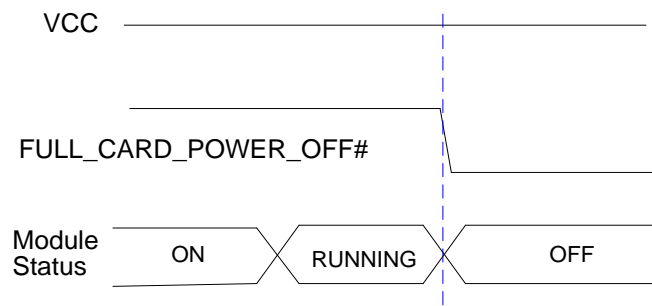 VCC
FULL_CARD_POWER_OFF#
Module
Status
ON
RUNNING
OFF